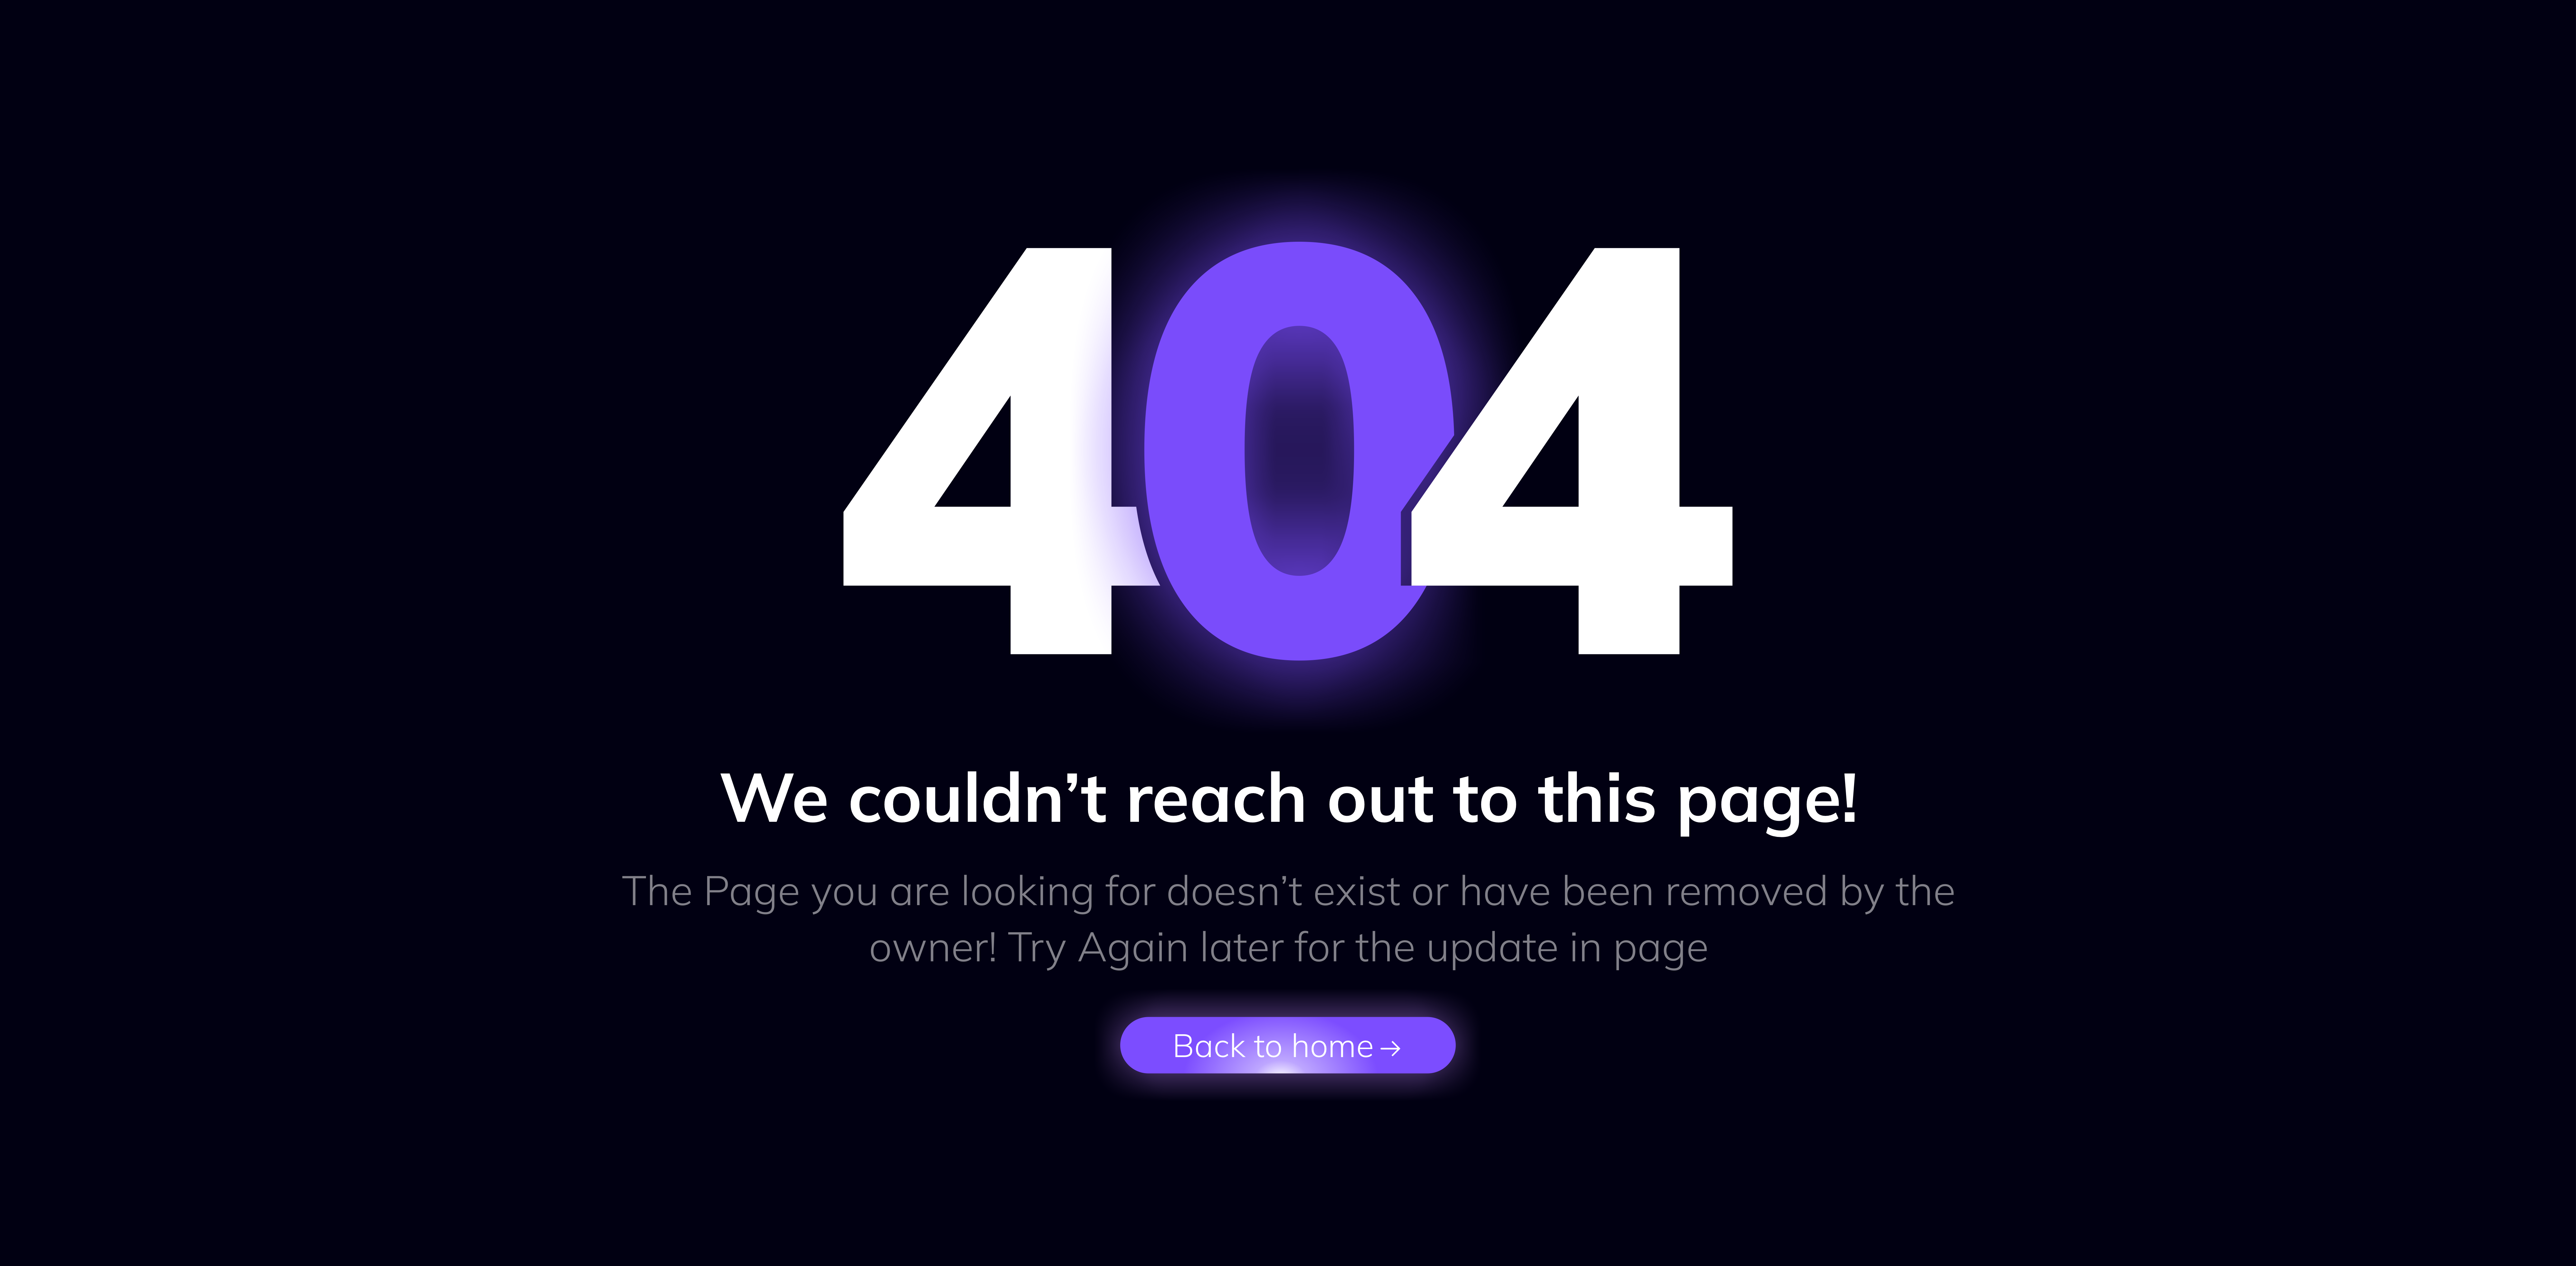 404
We couldn’t reach out to this page!
The Page you are looking for doesn’t exist or have been removed by the
owner! Try Again later for the update in page
Back to home →